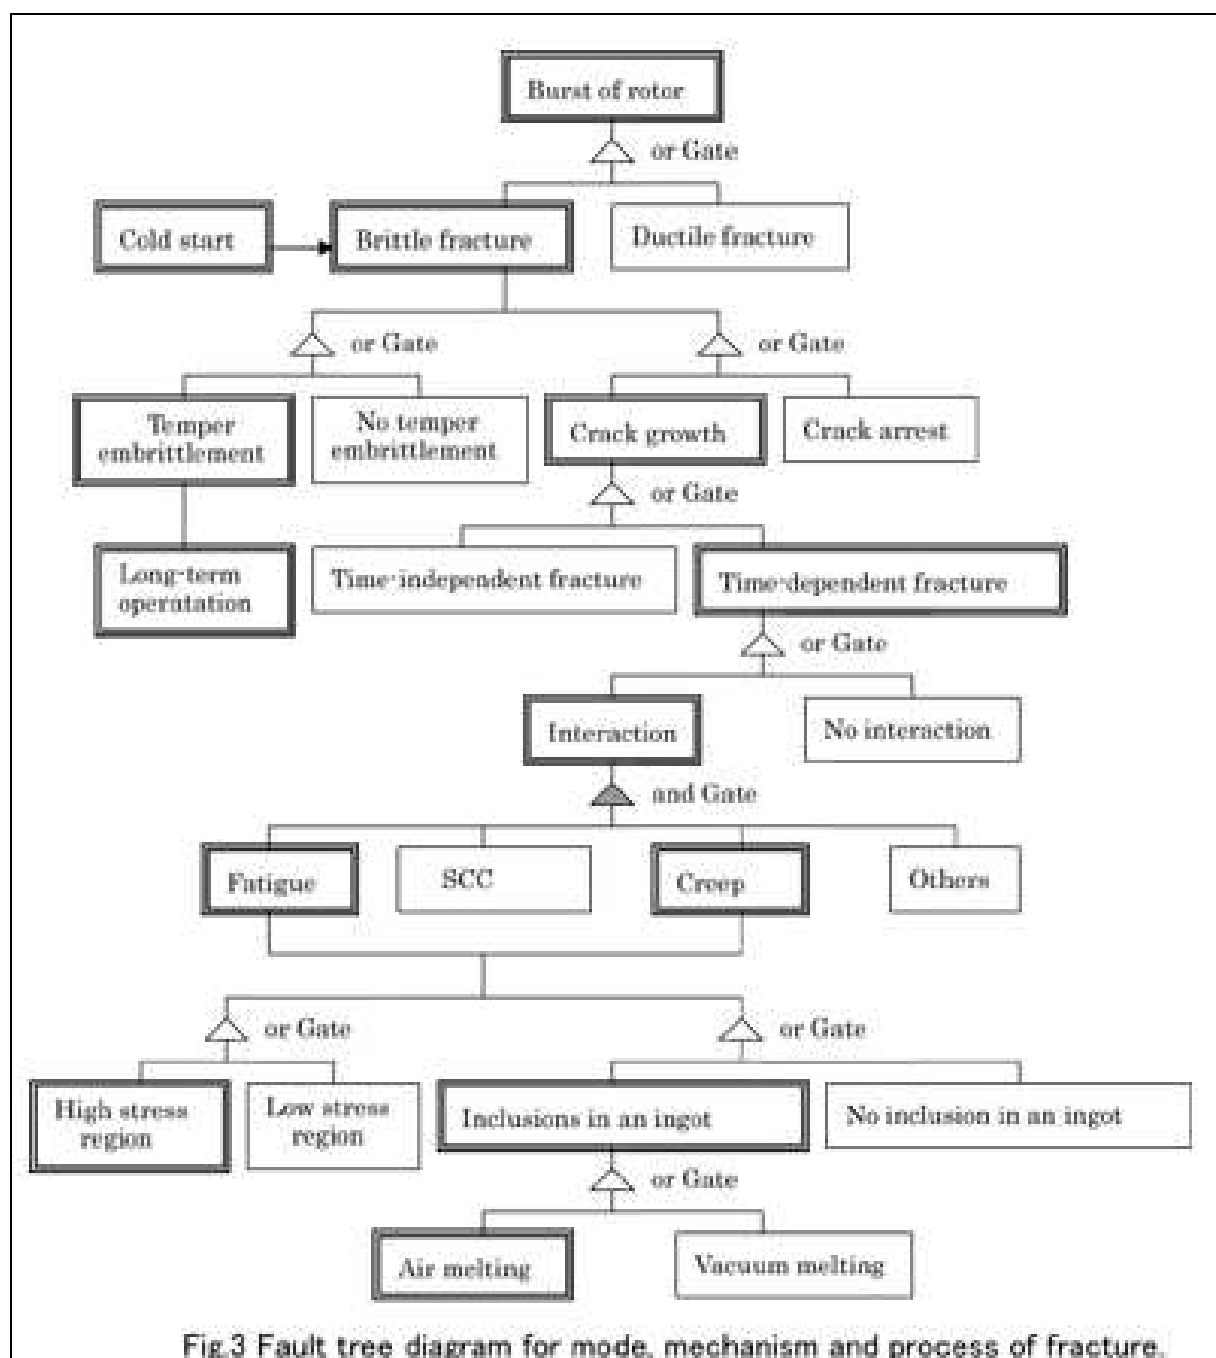 Burst of rotor
or Gate
Cold start
Brittle fracture
Ductile fracture
or Gate
or Gate
Temper
embrittlement
No temper
embrittlement
Crack growth
Crack arrest
or Gate
Long-term
operatation
Time-independent fracture
Time-dependent fracture
or Gate
Interaction
No interaction
and Gate
Fatigue
SCC
Creep
Others
or Gate
or Gate
High stress
region
Low stress
region
Inclusions in an ingot
No inclusion in an ingot
or Gate
Air melting
Vacuum melting
Fig.3 Fault tree diagram for mode, mechanism and process of fracture.